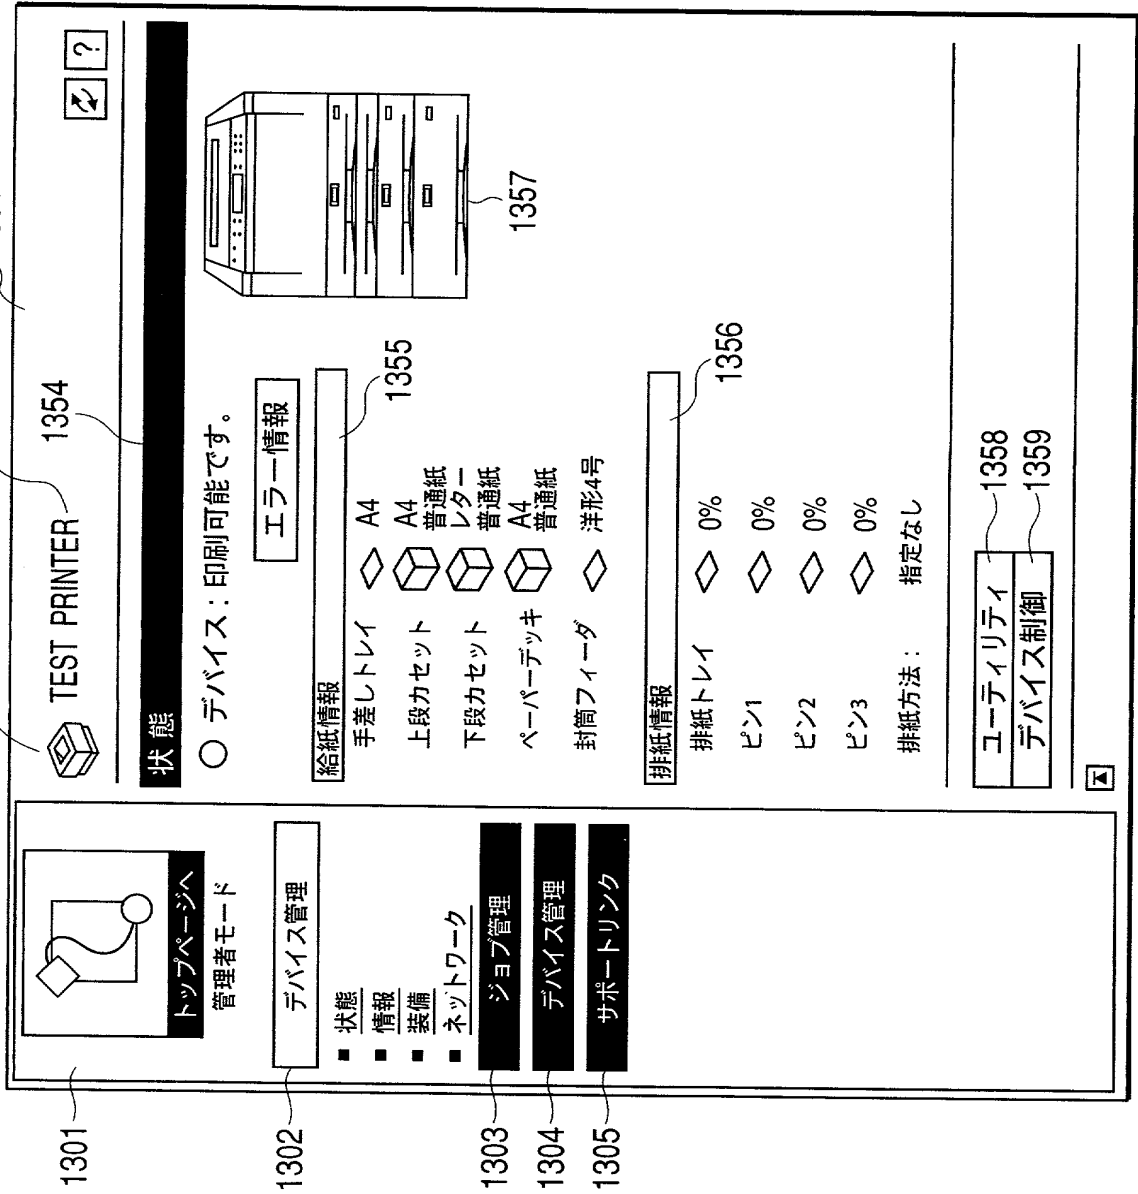 1301
トップページへ
管理者モード
1302
デバイス管理
■ 状態
■ 情報
■ 装備
■ ネットワーク
1303
ジョブ管理
1304
デバイス管理
1305
サポートリンク
TEST PRINTER
1354
?
状態
○ デバイス：印刷可能です。
エラー情報
給紙情報
1355
手差しトレイ A4
上段カセット A4
普通紙
下段カセット レター
普通紙
ペーパーデッキ A4
普通紙
封筒フィーダ 洋形4号
1357
排紙情報
1356
排紙トレイ 0%
ビン1 0%
ビン2 0%
ビン3 0%
排紙方法： 指定なし
ユーティリティ
1358
デバイス制御
1359